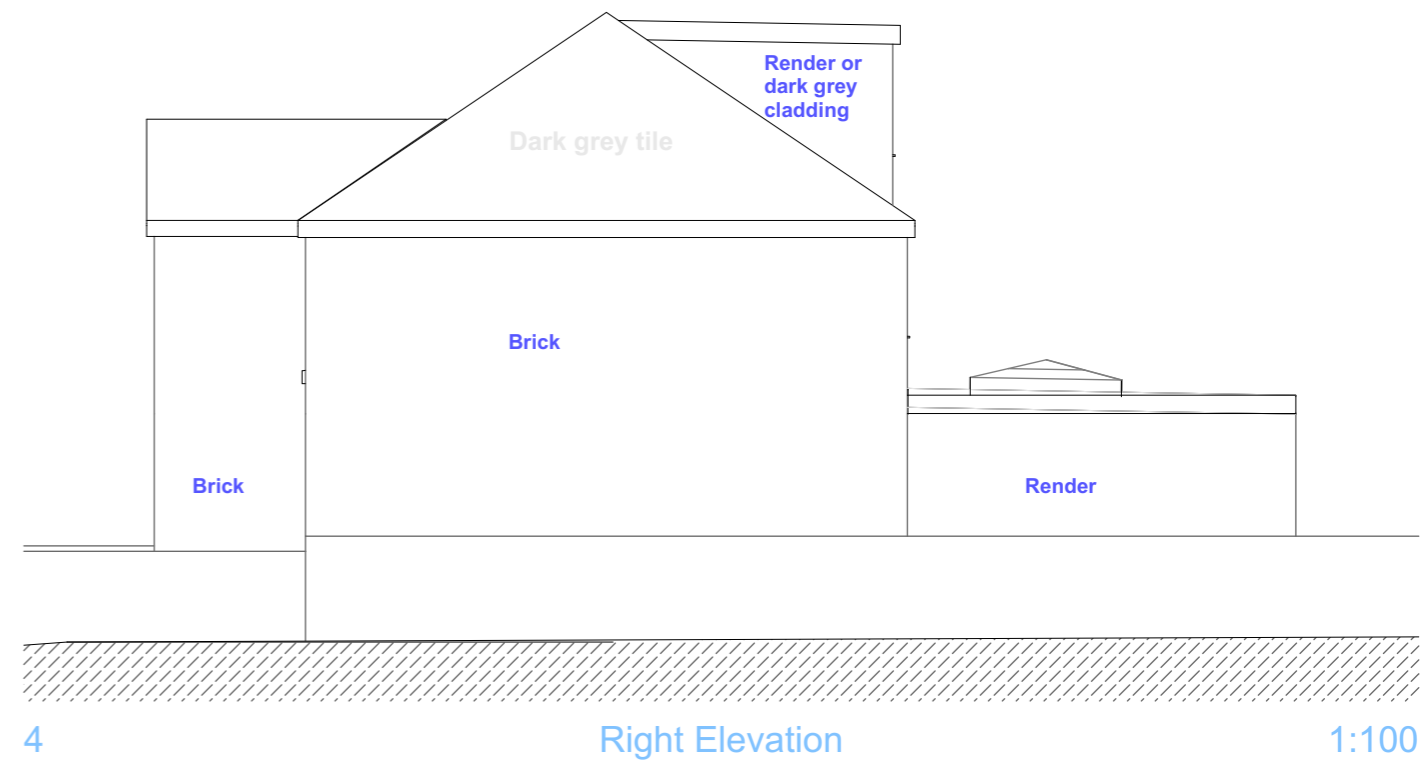 Render or
dark grey
cladding
Dark grey tile
Brick
Brick
Render
4 Right Elevation 1:100